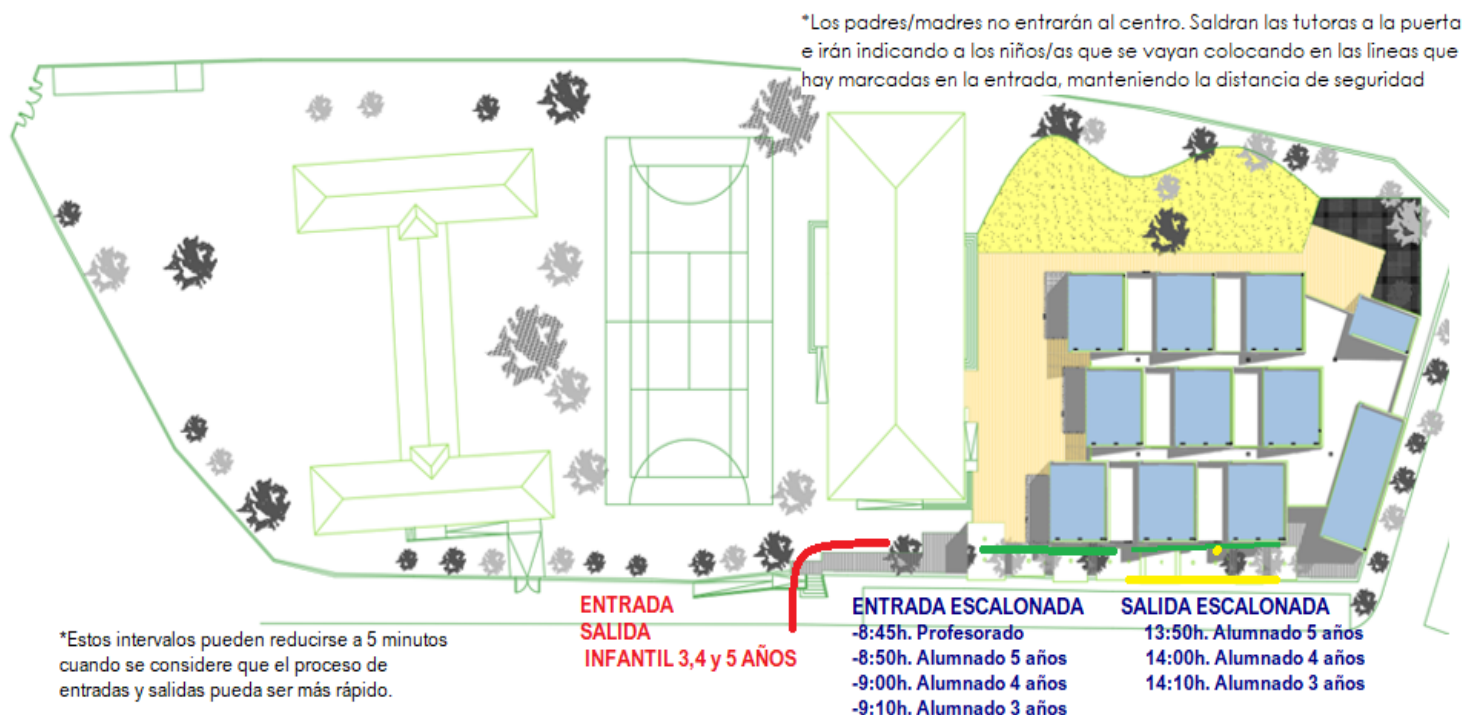 *Los padres/madres no entrarán al centro. Saldran las tutoras a la puerta
e irán indicando a los niños/as que se vayan colocando en las lineas que
hay marcadas en la entrada, manteniendo la distancia de seguridad
ENTRADA
SALIDA
INFANTIL 3,4 y 5 AÑOS
ENTRADA ESCALONADA
-8:45h. Profesorado
-8:50h. Alumnado 5 años
-9:00h. Alumnado 4 años
-9:10h. Alumnado 3 años
SALIDA ESCALONADA
13:50h. Alumnado 5 años
14:00h. Alumnado 4 años
14:10h. Alumnado 3 años
*Estos intervalos pueden reducirse a 5 minutos
cuando se considere que el proceso de
entradas y salidas pueda ser más rápido.